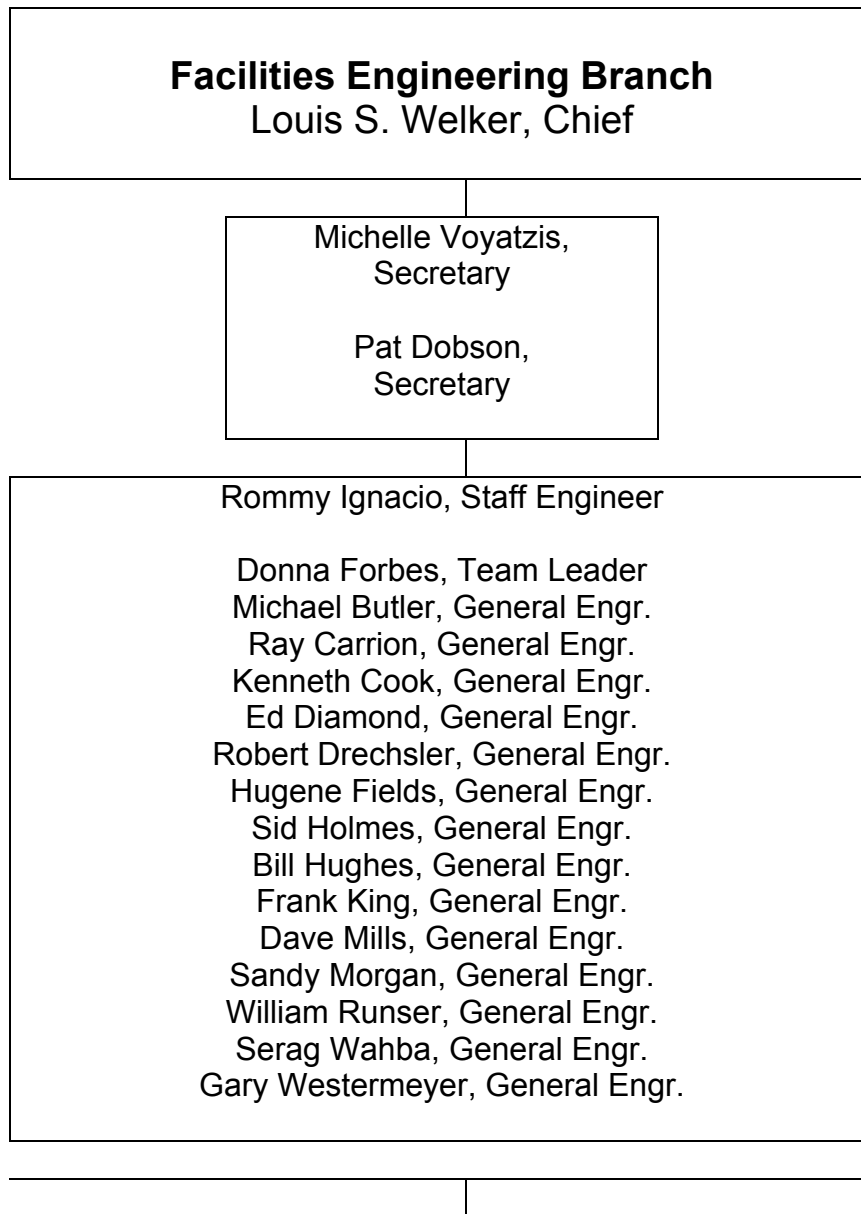 Facilities Engineering Branch
Louis S. Welker, Chief
Michelle Voyatzis,
Secretary
Pat Dobson,
Secretary
Rommy Ignacio, Staff Engineer
Donna Forbes, Team Leader
Michael Butler, General Engr.
Ray Carrion, General Engr.
Kenneth Cook, General Engr.
Ed Diamond, General Engr.
Robert Drechsler, General Engr.
Hugene Fields, General Engr.
Sid Holmes, General Engr.
Bill Hughes, General Engr.
Frank King, General Engr.
Dave Mills, General Engr.
Sandy Morgan, General Engr.
William Runser, General Engr.
Serag Wahba, General Engr.
Gary Westermeyer, General Engr.